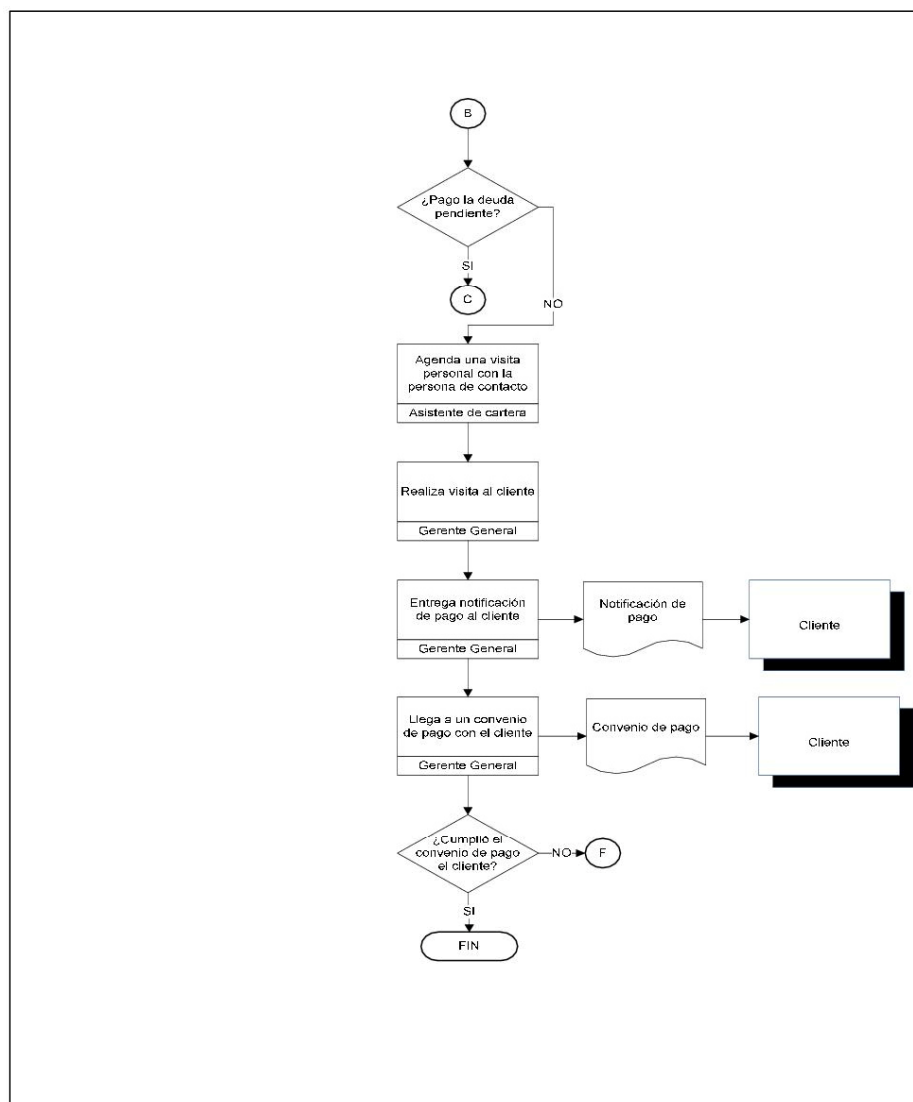 B
¿Pago la deuda
pendiente?
SI
C
NO
Agenda una visita
personal con la
persona de contacto
Asistente de cartera
Realiza visita al cliente
Gerente General
Entrega notificación
de pago al cliente
Gerente General
Notificación de
pago
Cliente
Llega a un convenio
de pago con el cliente
Gerente General
Convenio de pago
Cliente
¿Cumplió el
convenio de pago
el cliente?
NO
F
SI
FIN